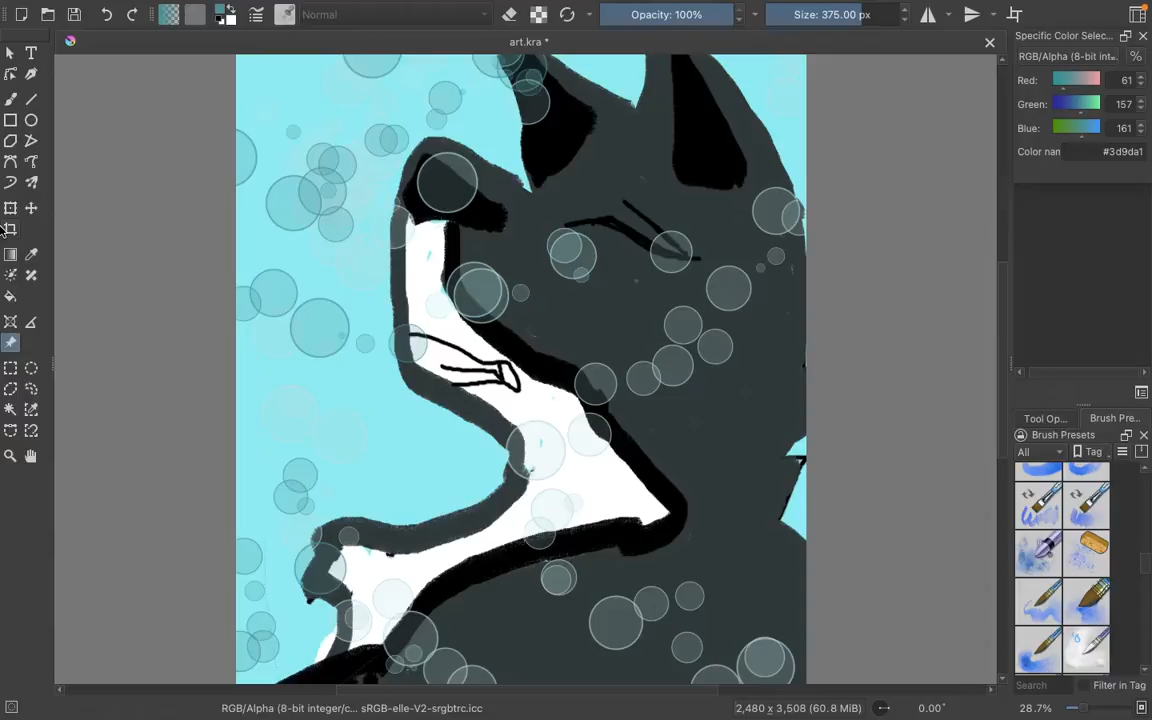 Normal
Opacity: 100%
Size: 375.00 px
art.kra *
Specific Color Selec...
RGB/Alpha (8-bit int...
%
Red: 61
Green: 157
Blue: 161
Color nan #3d9da1
Tool Op... Brush Pre...
Brush Presets
All Tag
Search Filter in Tag
RGB/Alpha (8-bit integer/c... sRGB-elle-V2-srgbtrc.icc
2,480 x 3,508 (60.8 MiB)
0.00°
28.7%